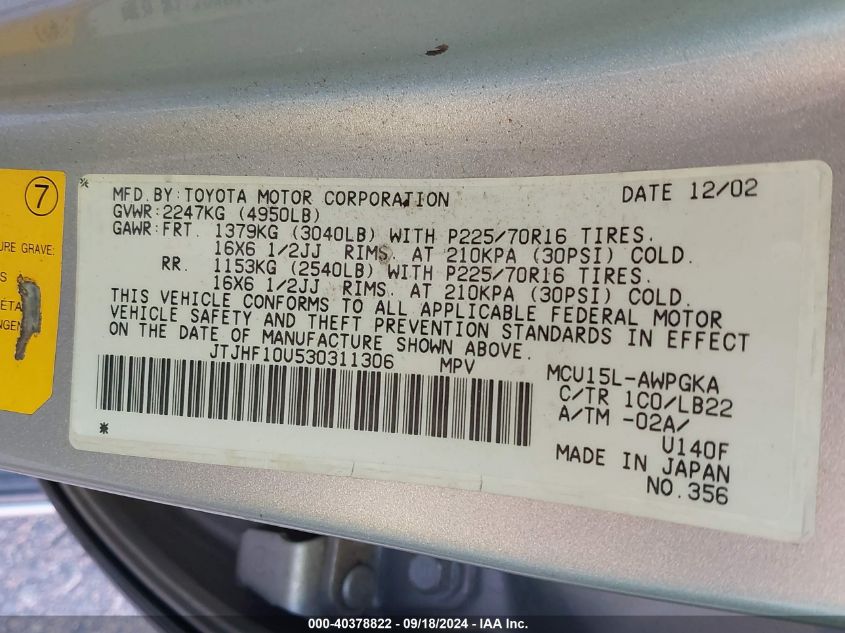 7
URE GRAVE:
S
ÉTA
NGEN
MFD.BY:TOYOTA MOTOR CORPORATION DATE 12/02
GVWR:2247KG (4950LB)
GAWR:FRT. 1379KG (3040LB) WITH P225/70R16 TIRES.
16X6 1/2JJ RIMS. AT 210KPA (30PSI) COLD.
RR. 1153KG (2540LB) WITH P225/70R16 TIRES.
16X6 1/2JJ RIMS. AT 210KPA (30PSI) COLD.
THIS VEHICLE CONFORMS TO ALL APPLICABLE FEDERAL MOTOR
VEHICLE SAFETY AND THEFT PREVENTION STANDARDS IN EFFECT
ON THE DATE OF MANUFACTURE SHOWN ABOVE.
JTJHF10U530311306 MPV
MCU15L-AWPGKA
C/TR 1C0/LB22
A/TM -02A/
U140F
MADE IN JAPAN
NO.356
000-40378822 / 09/18/2024 - IAA Inc.